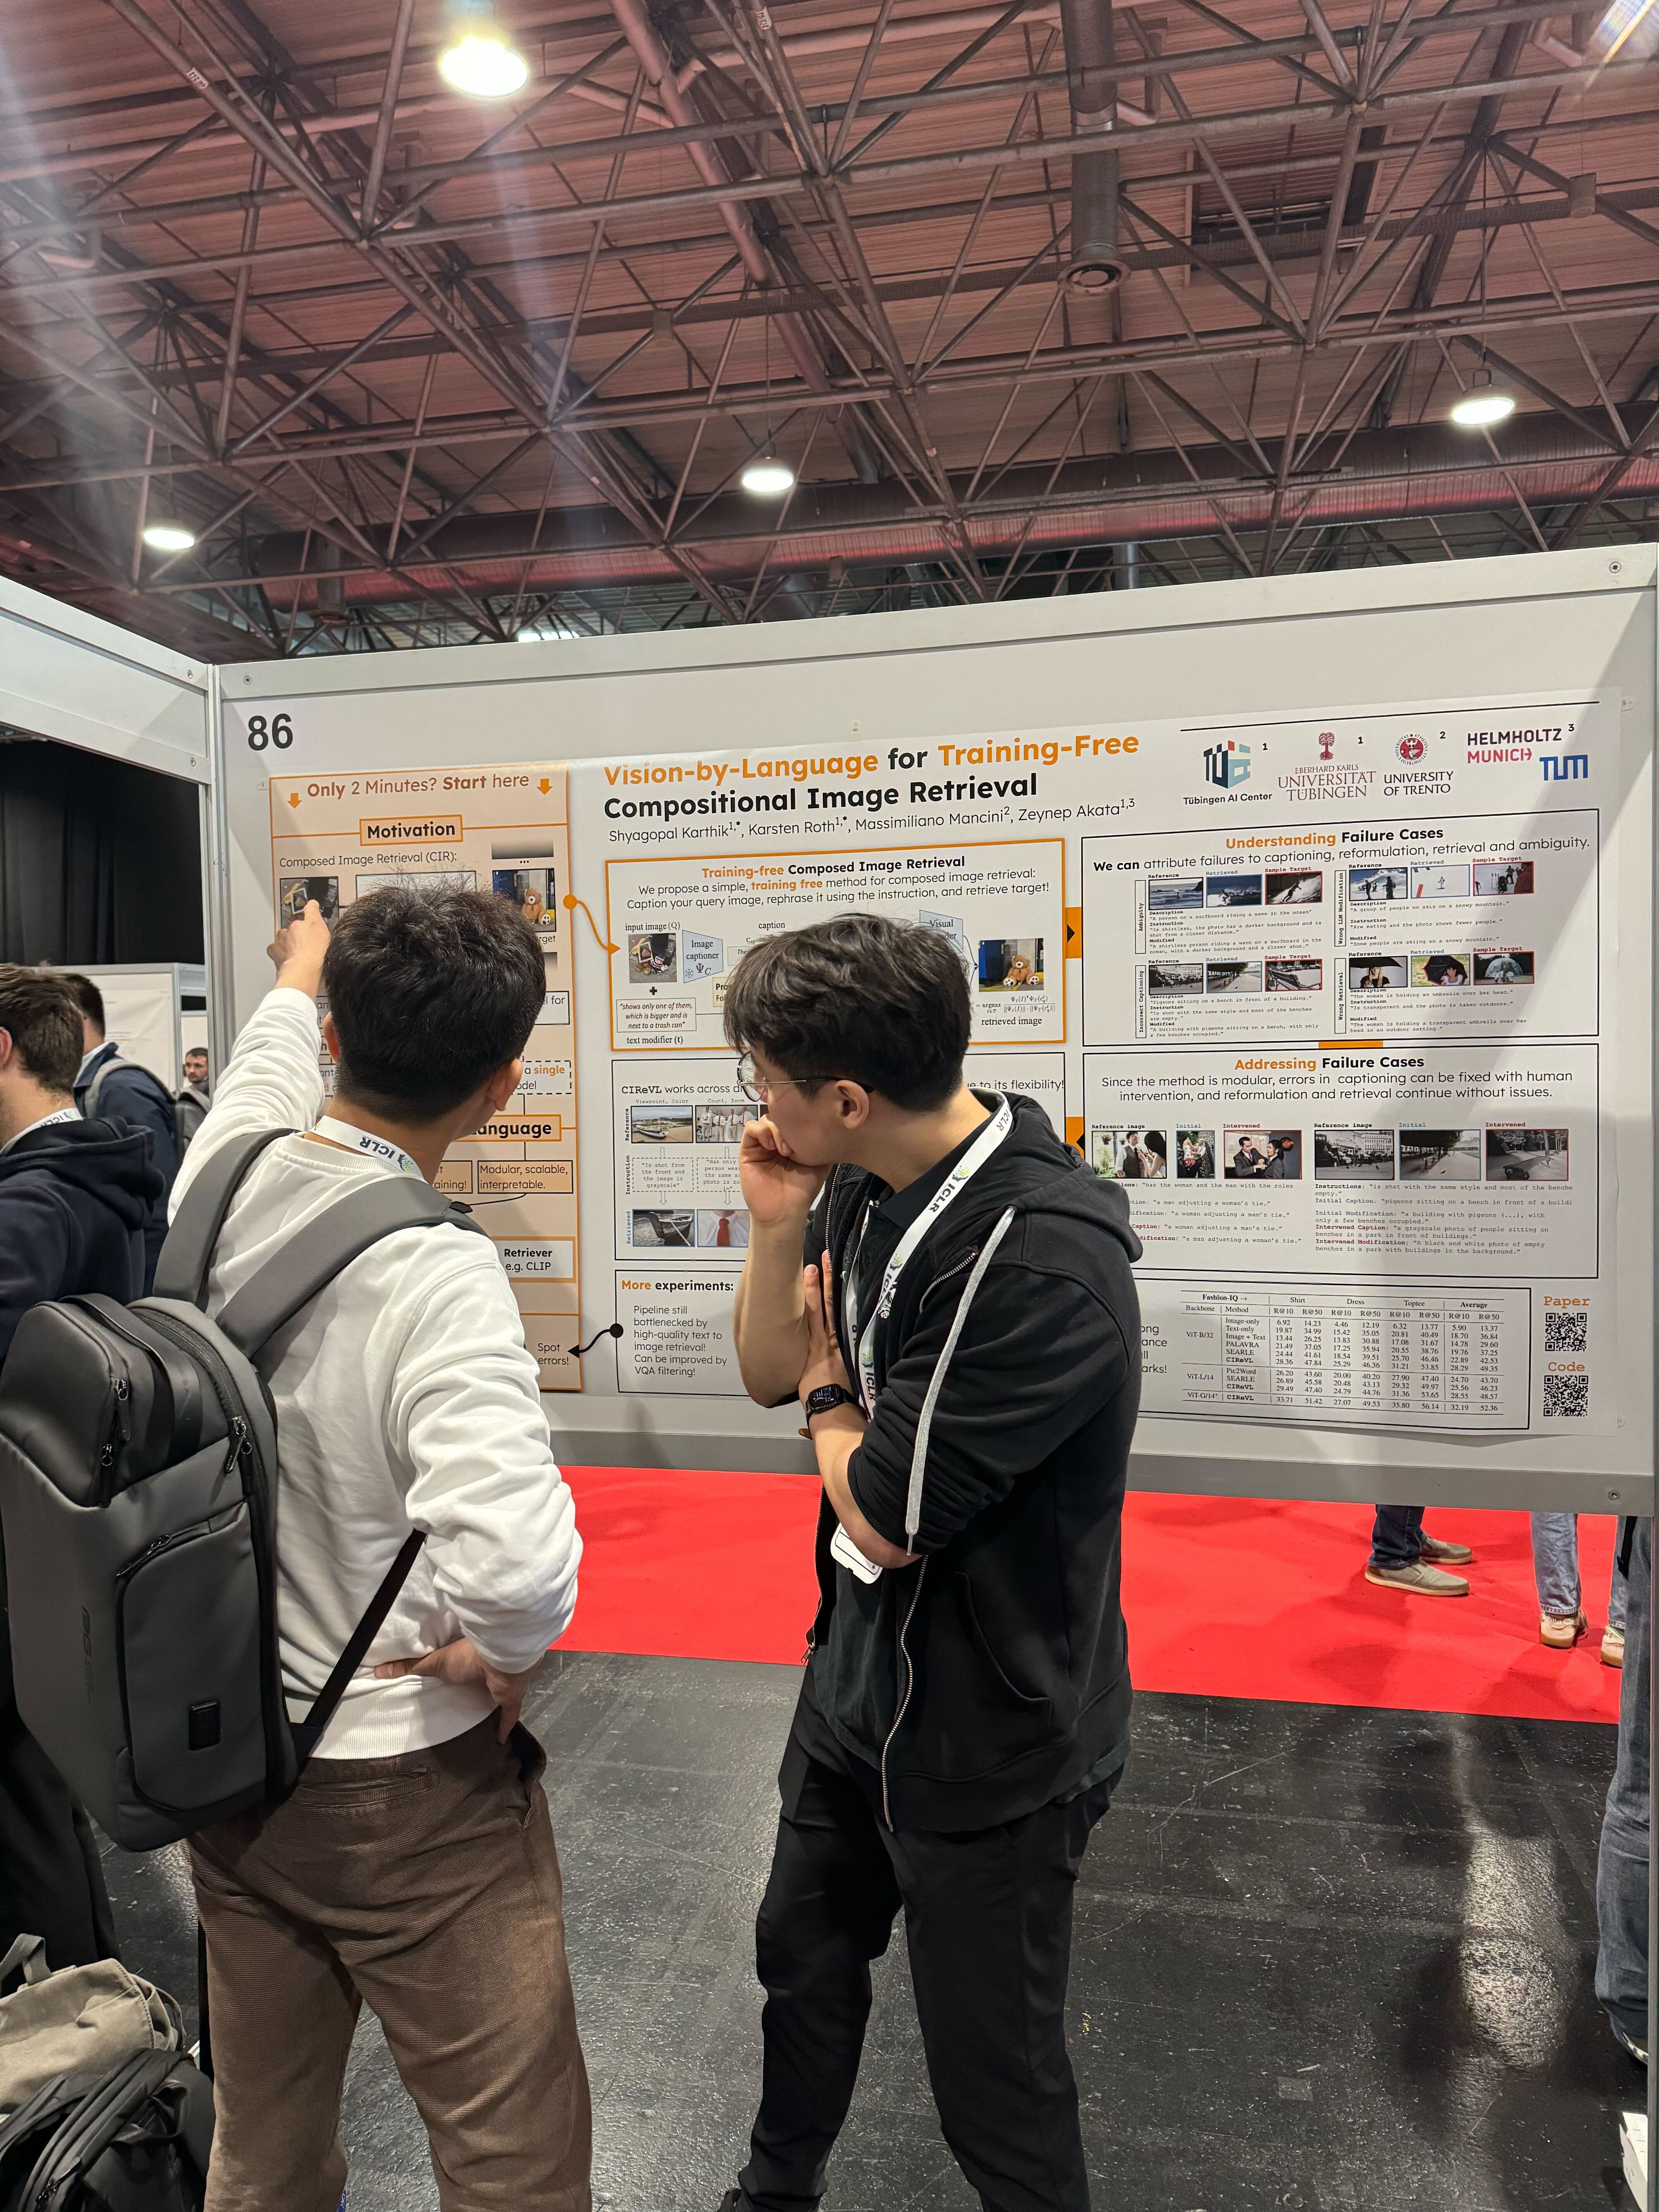 86
Only 2 Minutes? Start here
Motivation
Composed Image Retrieval (CIR):
...
a single
Modular, scalable,
interpretable.
Retriever
e.g. CLIP
Spot
errors!
Vision-by-Language for Training-Free
Compositional Image Retrieval
Shyagopal Karthik1,*, Karsten Roth1,*, Massimiliano Mancini2, Zeynep Akata1,3
Tübingen AI Center
1
EBERHARD KARLS
UNIVERSITÄT
TÜBINGEN
1
UNIVERSITY
OF TRENTO
2
HELMHOLTZ
MUNICH
3
TUM
Training-free Composed Image Retrieval
We propose a simple, training free method for composed image retrieval:
Caption your query image, rephrase it using the instruction, and retrieve target!
input image (Q)
Image
captioner
ΨC
caption
+
"shows only one of them,
which is bigger and is
next to a trash can"
text modifier (t)
Visual
retrieved image
CIReVL works across
to its flexibility!
Viewpoint, Color
Count, Zoom
Reference
Instruction
"Is shot from
the front and
the image is
grayscale"
Retrieved
More experiments:
Pipeline still
bottlenecked by
high-quality text to
image retrieval!
Can be improved by
VQA filtering!
Understanding Failure Cases
We can attribute failures to captioning, reformulation, retrieval and ambiguity.
Reference Retrieved Sample Target
Ambiguity
Description
"A person on a surfboard riding a wave in the ocean"
Instruction
"Is shirtless, the photo has a darker background and is
shot from a closer distance."
Modified
"A shirtless person riding a wave on a surfboard in the
ocean, with a darker background and a closer shot."
Reference Retrieved Sample Target
Wrong LLM Modification
Description
"A group of people on skis on a snowy mountain."
Instruction
"Are eating and the photo shows fewer people."
Modified
"Some people are skiing on a snowy mountain."
Reference Retrieved Sample Target
Incorrect Captioning
Description
"Pigeons sitting on a bench in front of a building."
Instruction
"Is shot with the same style and most of the benches
are empty."
Modified
"A building with pigeons sitting on a bench, with only
a few benches occupied."
Reference Retrieved Sample Target
Wrong Retrieval
Description
"The woman is holding an umbrella over her head."
Instruction
"Is transparent and the photo is taken outdoors."
Modified
"The woman is holding a transparent umbrella over her
head in an outdoor setting."
Addressing Failure Cases
Since the method is modular, errors in captioning can be fixed with human
intervention, and reformulation and retrieval continue without issues.
Reference image Initial Intervened
"has the woman and the man with the roles
"a man adjusting a woman's tie."
"a woman adjusting a man's tie."
Caption: "a woman adjusting a man's tie."
"a man adjusting a woman's tie."
Reference image Initial Intervened
Instructions: "is shot with the same style and most of the benche
empty."
Initial Caption: "pigeons sitting on a bench in front of a buildi
Initial Modification: "a building with pigeons (...), with
only a few benches occupied."
Intervened Caption: "a grayscale photo of people sitting on
benches in a park in front of buildings."
Intervened Modification: "A black and white photo of empty
benches in a park with buildings in the background."
Fashion-IQ → Shirt Dress Toptee Average
Backbone Method R@10 R@50 R@10 R@50 R@10 R@50 R@10 R@50
ViT-B/32
Image-only 6.92 14.23 4.46 12.19 6.32 13.77 5.90 13.37
Text-only 19.87 34.99 15.42 35.05 20.81 40.49 18.70 36.84
Image + Text 13.44 26.25 13.83 30.88 17.08 31.67 14.78 29.60
PALAVRA 21.49 37.05 17.25 35.94 20.55 38.76 19.76 37.25
SEARLE 24.44 41.61 18.54 39.51 25.70 46.46 22.89 42.53
CIReVL 28.36 47.84 25.29 46.36 31.21 53.85 28.29 49.35
ViT-L/14
Pic2Word 26.20 43.60 20.00 40.20 27.90 47.40 24.70 43.70
SEARLE 26.89 45.58 20.48 43.13 29.32 49.97 25.56 46.23
CIReVL 29.49 47.40 24.79 44.76 31.36 53.65 28.55 48.57
ViT-G/14* CIReVL 33.71 51.42 27.07 49.53 35.80 56.14 32.19 52.36
Paper
Code
ICLR
ICLR
ICLR